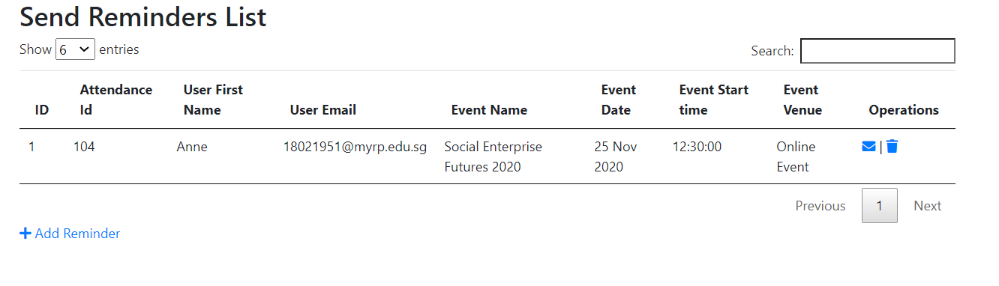 Send Reminders List
Show 6 entries
Search:
Attendance User First Event Event Start Event
ID Id Name User Email Event Name Date time Venue Operations
1 104 Anne 18021951@myrp.edu.sg Social Enterprise 25 Nov 12:30:00 Online |
Futures 2020 2020 Event
Previous 1 Next
Add Reminder